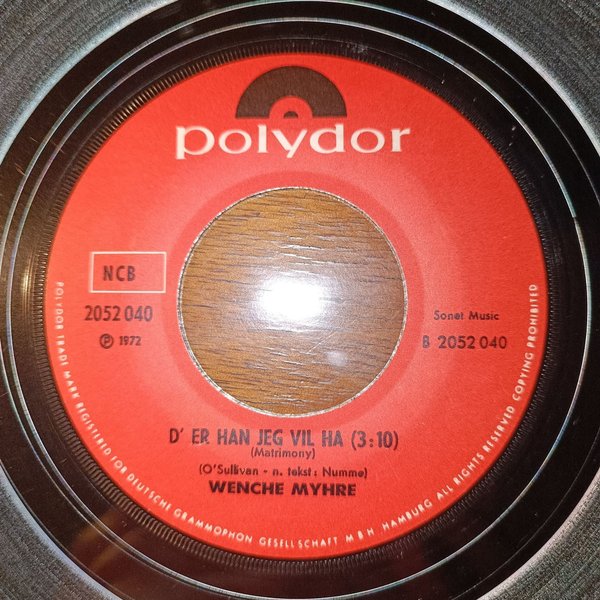 polydor
NCB
2052 040
℗ 1972
Sonet Music
B 2052 040
D' ER HAN JEG VIL HA (3:10)
(Matrimony)
(O'Sullivan - n. tekst: Numme)
WENCHE MYHRE
POLYDOR TRADE MARK REGISTERED FOR DEUTSCHE GRAMMOPHON GESELLSCHAFT MBH. HAMBURG ALL RIGHTS RESERVED COPYING PROHIBITED